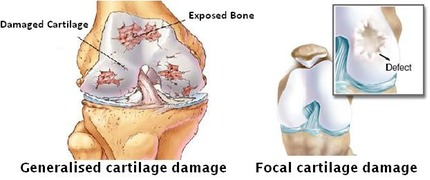 Damaged Cartilage
Exposed Bone
Defect
Generalised cartilage damage
Focal cartilage damage